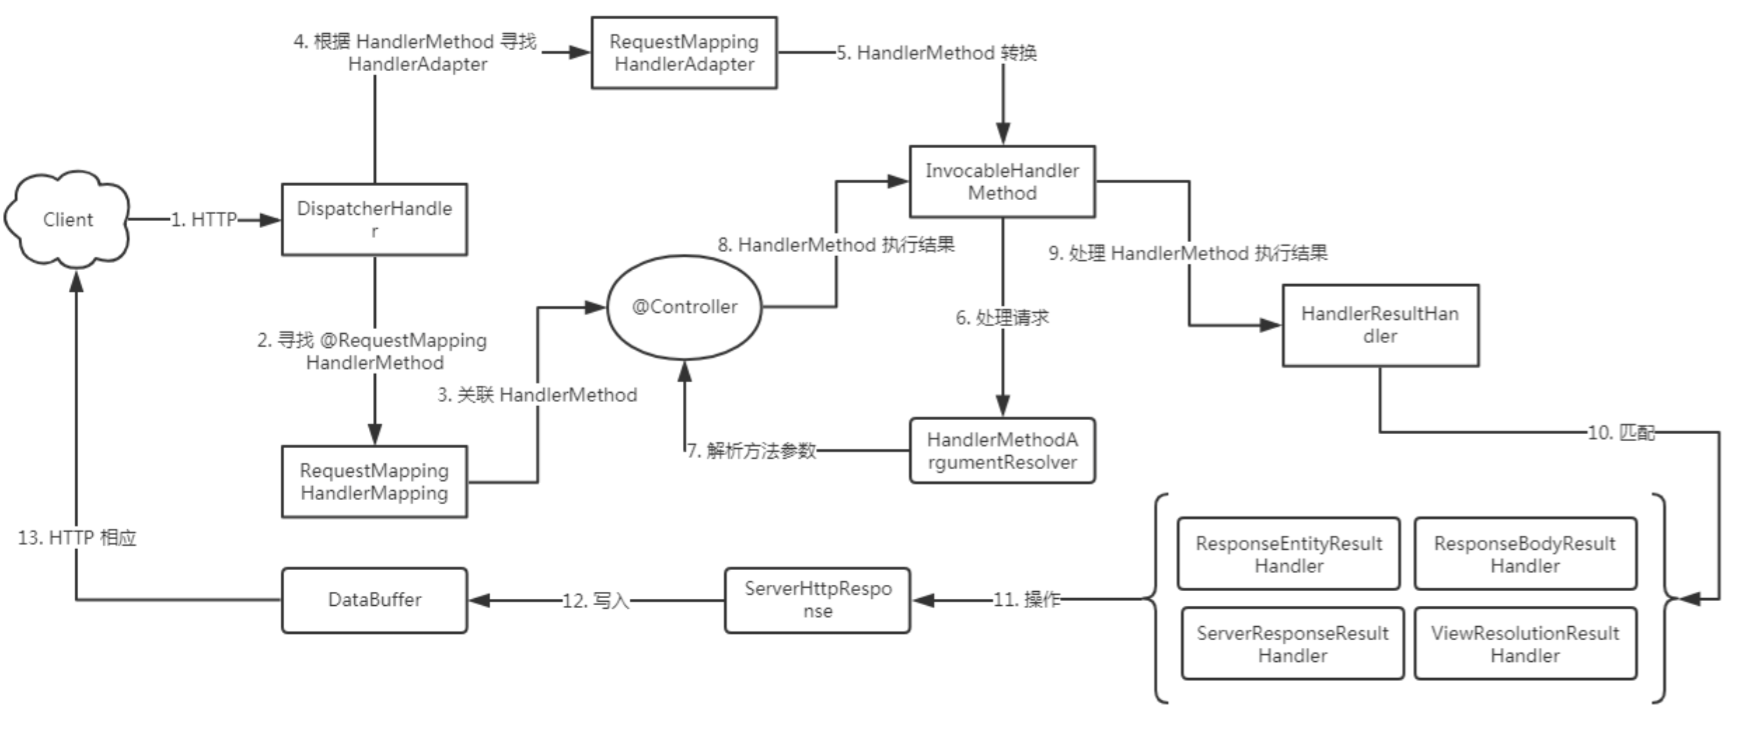 4. 根据 HandlerMethod 寻找
HandlerAdapter
RequestMapping
HandlerAdapter
5. HandlerMethod 转换
InvocableHandler
Method
Client
1. HTTP
DispatcherHandle
r
8. HandlerMethod 执行结果
9. 处理 HandlerMethod 执行结果
@Controller
6. 处理请求
HandlerResultHan
dler
2. 寻找 @RequestMapping
HandlerMethod
3. 关联 HandlerMethod
RequestMapping
HandlerMapping
7. 解析方法参数
HandlerMethodA
rgumentResolver
10. 匹配
13. HTTP 相应
DataBuffer
12. 写入
ServerHttpRespo
nse
11. 操作
ResponseEntityResult
Handler
ResponseBodyResult
Handler
ServerResponseResult
Handler
ViewResolutionResult
Handler